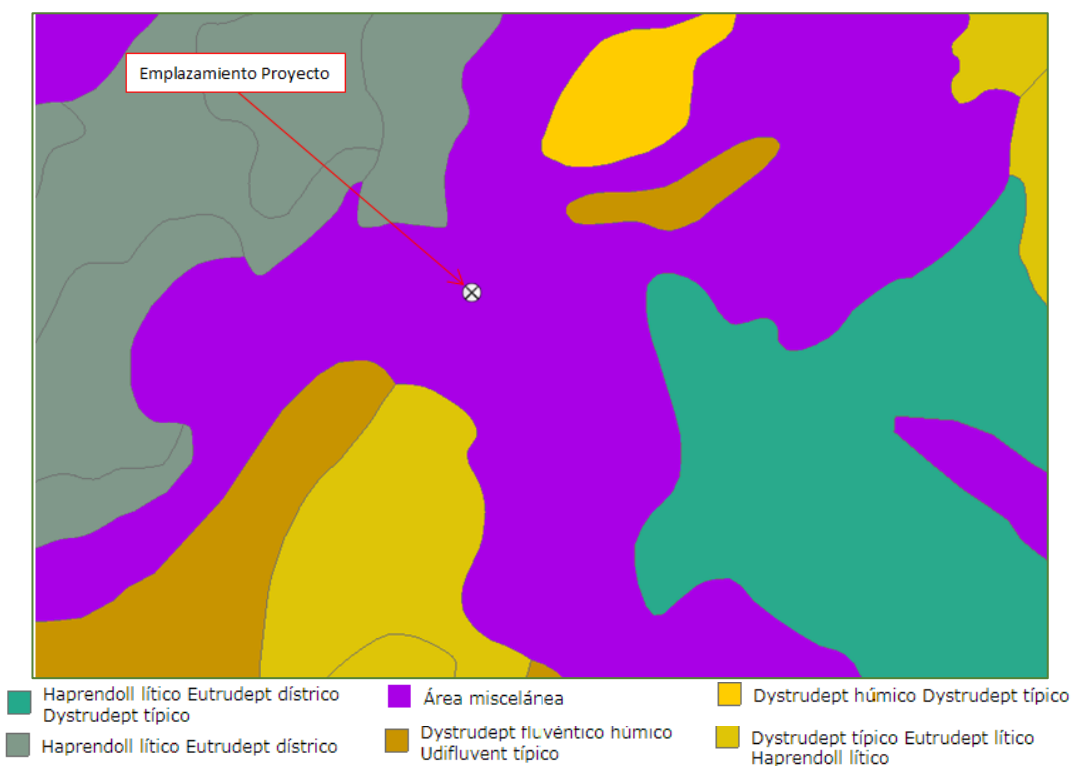 Emplazamiento Proyecto
Haprendoll lítico Eutrudept dístrico
Dystrudept típico
Área miscelánea
Dystrudept húmico Dystrudept típico
Haprendoll lítico Eutrudept dístrico
Dystrudept fluvéntico húmico
Udifluvent típico
Dystrudept típico Eutrudept lítico
Haprendoll lítico